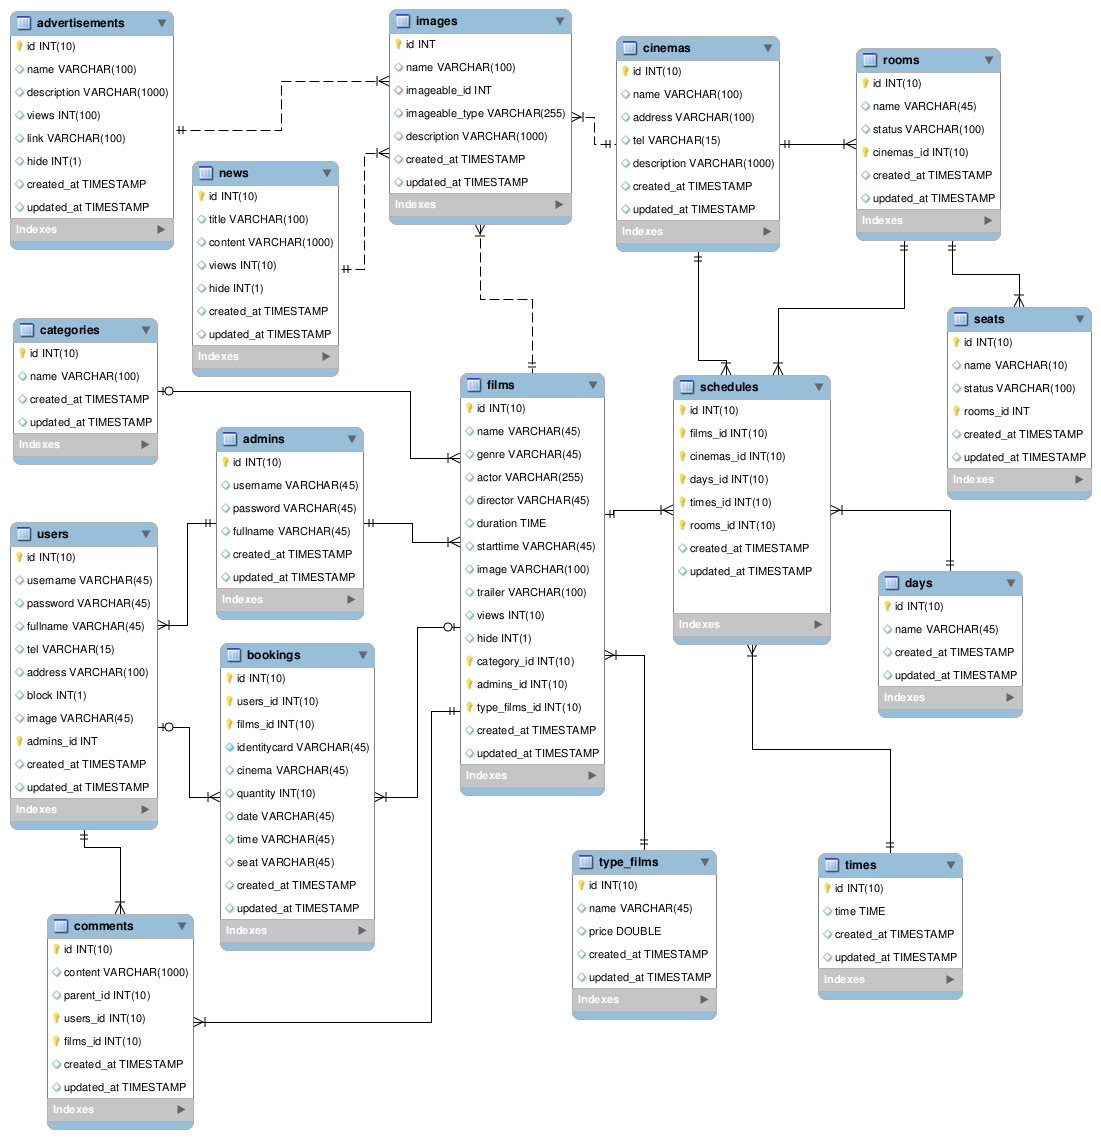 advertisements
id INT(10)
name VARCHAR(100)
description VARCHAR(1000)
views INT(100)
link VARCHAR(100)
hide INT(1)
created_at TIMESTAMP
updated_at TIMESTAMP
Indexes
images
id INT
name VARCHAR(100)
imageable_id INT
imageable_type VARCHAR(255)
description VARCHAR(1000)
created_at TIMESTAMP
updated_at TIMESTAMP
Indexes
cinemas
id INT(10)
name VARCHAR(100)
address VARCHAR(100)
tel VARCHAR(15)
description VARCHAR(1000)
created_at TIMESTAMP
updated_at TIMESTAMP
Indexes
rooms
id INT(10)
name VARCHAR(45)
status VARCHAR(100)
cinemas_id INT(10)
created_at TIMESTAMP
updated_at TIMESTAMP
Indexes
news
id INT(10)
title VARCHAR(100)
content VARCHAR(1000)
views INT(10)
hide INT(1)
created_at TIMESTAMP
updated_at TIMESTAMP
Indexes
seats
id INT(10)
name VARCHAR(10)
status VARCHAR(100)
rooms_id INT
created_at TIMESTAMP
updated_at TIMESTAMP
Indexes
categories
id INT(10)
name VARCHAR(100)
created_at TIMESTAMP
updated_at TIMESTAMP
Indexes
films
id INT(10)
name VARCHAR(45)
genre VARCHAR(45)
actor VARCHAR(255)
director VARCHAR(45)
duration TIME
starttime VARCHAR(45)
image VARCHAR(100)
trailer VARCHAR(100)
views INT(10)
hide INT(1)
category_id INT(10)
admins_id INT(10)
type_films_id INT(10)
created_at TIMESTAMP
updated_at TIMESTAMP
Indexes
schedules
id INT(10)
films_id INT(10)
cinemas_id INT(10)
days_id INT(10)
times_id INT(10)
rooms_id INT(10)
created_at TIMESTAMP
updated_at TIMESTAMP
Indexes
admins
id INT(10)
username VARCHAR(45)
password VARCHAR(45)
fullname VARCHAR(45)
created_at TIMESTAMP
updated_at TIMESTAMP
Indexes
users
id INT(10)
username VARCHAR(45)
password VARCHAR(45)
fullname VARCHAR(45)
tel VARCHAR(15)
address VARCHAR(100)
block INT(1)
image VARCHAR(45)
admins_id INT
created_at TIMESTAMP
updated_at TIMESTAMP
Indexes
days
id INT(10)
name VARCHAR(45)
created_at TIMESTAMP
updated_at TIMESTAMP
Indexes
bookings
id INT(10)
users_id INT(10)
films_id INT(10)
identitycard VARCHAR(45)
cinema VARCHAR(45)
quantity INT(10)
date VARCHAR(45)
time VARCHAR(45)
seat VARCHAR(45)
created_at TIMESTAMP
updated_at TIMESTAMP
Indexes
type_films
id INT(10)
name VARCHAR(45)
price DOUBLE
created_at TIMESTAMP
updated_at TIMESTAMP
Indexes
times
id INT(10)
time TIME
created_at TIMESTAMP
updated_at TIMESTAMP
Indexes
comments
id INT(10)
content VARCHAR(1000)
parent_id INT(10)
users_id INT(10)
films_id INT(10)
created_at TIMESTAMP
updated_at TIMESTAMP
Indexes